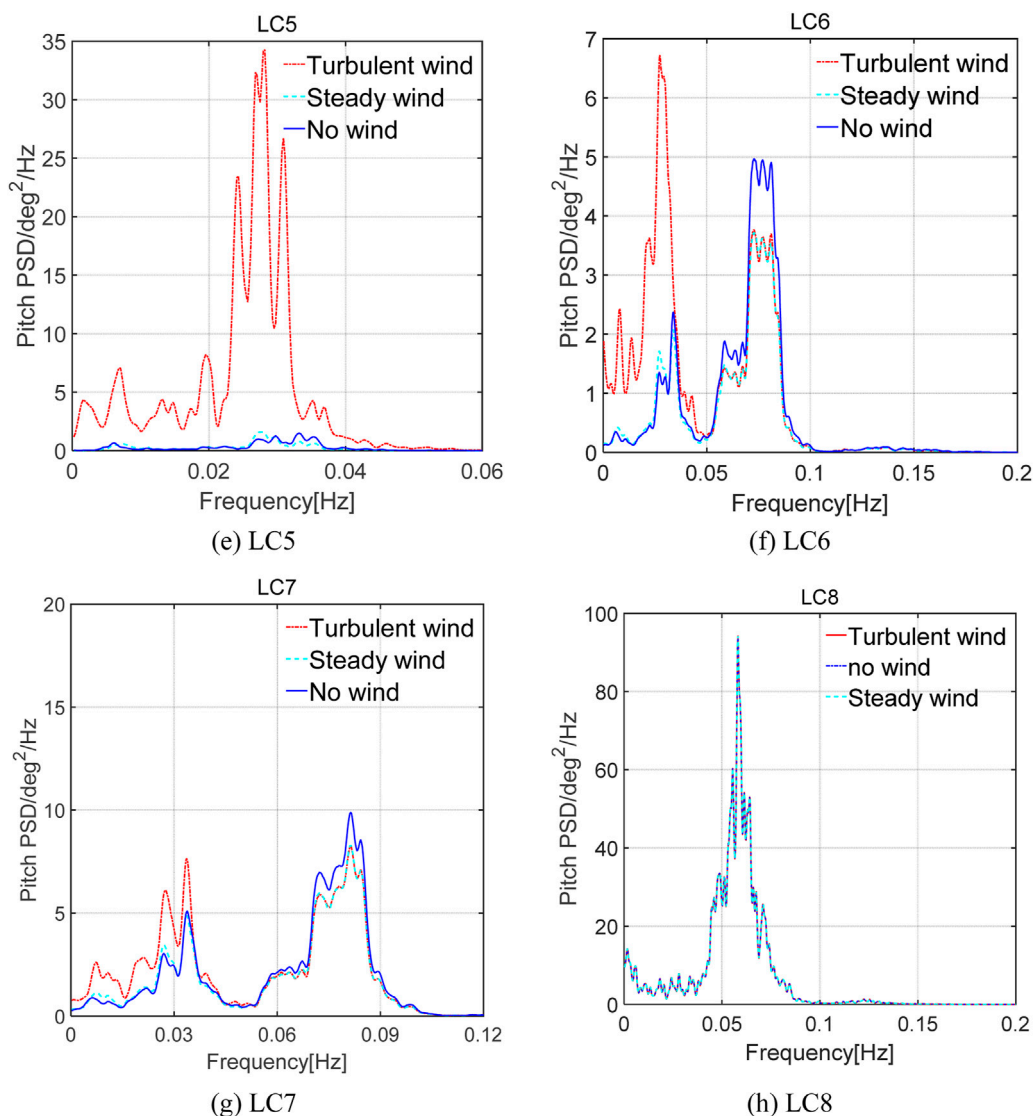 LC5
Pitch PSD/deg²/Hz
35
30
25
20
15
10
5
0
Turbulent wind
Steady wind
No wind
0 0.02 0.04 0.06
Frequency[Hz]
(e) LC5
LC6
Pitch PSD/deg²/Hz
7
6
5
4
3
2
1
0
Turbulent wind
Steady wind
No wind
0 0.05 0.1 0.15 0.2
Frequency[Hz]
(f) LC6
LC7
Pitch PSD/deg²/Hz
20
15
10
5
0
Turbulent wind
Steady wind
No wind
0 0.03 0.06 0.09 0.12
Frequency[Hz]
(g) LC7
LC8
Pitch PSD/deg²/Hz
100
80
60
40
20
0
Turbulent wind
no wind
Steady wind
0 0.05 0.1 0.15 0.2
Frequency[Hz]
(h) LC8